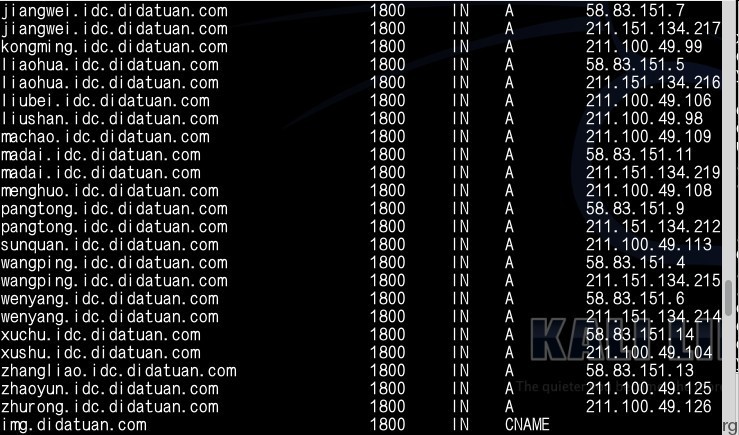 jiangwei.idc.didatuan.com 1800 IN A 58.83.151.7
jiangwei.idc.didatuan.com 1800 IN A 211.151.134.217
kongming.idc.didatuan.com 1800 IN A 211.100.49.99
liaohua.idc.didatuan.com 1800 IN A 58.83.151.5
liaohua.idc.didatuan.com 1800 IN A 211.151.134.216
liubei.idc.didatuan.com 1800 IN A 211.100.49.106
liushan.idc.didatuan.com 1800 IN A 211.100.49.98
machao.idc.didatuan.com 1800 IN A 211.100.49.109
madai.idc.didatuan.com 1800 IN A 58.83.151.11
madai.idc.didatuan.com 1800 IN A 211.151.134.219
menghuo.idc.didatuan.com 1800 IN A 211.100.49.108
pangtong.idc.didatuan.com 1800 IN A 58.83.151.9
pangtong.idc.didatuan.com 1800 IN A 211.151.134.212
sunquan.idc.didatuan.com 1800 IN A 211.100.49.113
wangping.idc.didatuan.com 1800 IN A 58.83.151.4
wangping.idc.didatuan.com 1800 IN A 211.151.134.215
wenyang.idc.didatuan.com 1800 IN A 58.83.151.6
wenyang.idc.didatuan.com 1800 IN A 211.151.134.214
xuchu.idc.didatuan.com 1800 IN A 58.83.151.14
xushu.idc.didatuan.com 1800 IN A 211.100.49.104
zhangliao.idc.didatuan.com 1800 IN A 58.83.151.13
zhaoyun.idc.didatuan.com 1800 IN A 211.100.49.125
zhurong.idc.didatuan.com 1800 IN A 211.100.49.126
img.didatuan.com 1800 IN CNAME
KALI LI
The quieter
rg